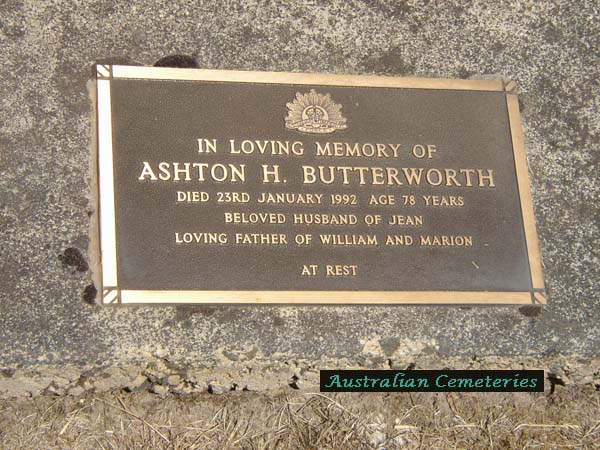 IN LOVING MEMORY OF
ASHTON H. BUTTERWORTH
DIED 23RD JANUARY 1992 AGE 78 YEARS
BELOVED HUSBAND OF JEAN
LOVING FATHER OF WILLIAM AND MARION
AT REST
Australian Cemeteries